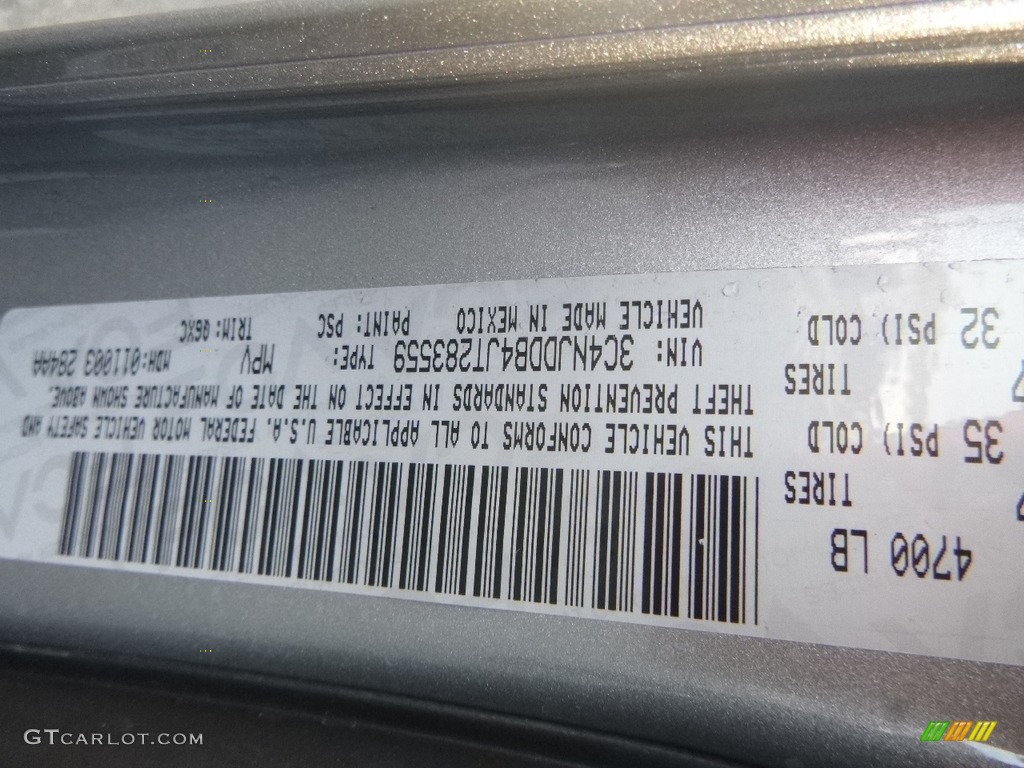 4700 LB
TIRES
35 PSI) COLD
TIRES
32 PSI) COLD
THIS VEHICLE CONFORMS TO ALL APPLICABLE U.S.A. FEDERAL MOTOR VEHICLE SAFETY AND
THEFT PREVENTION STANDARDS IN EFFECT ON THE DATE OF MANUFACTURE SHOWN ABOVE.
VIN: 3C4NJDDB4JT283559 TYPE: MPV MDH:011003 284AA
VEHICLE MADE IN MEXICO PAINT: PSC TRIM: Q6XC
GTCARLOT.COM